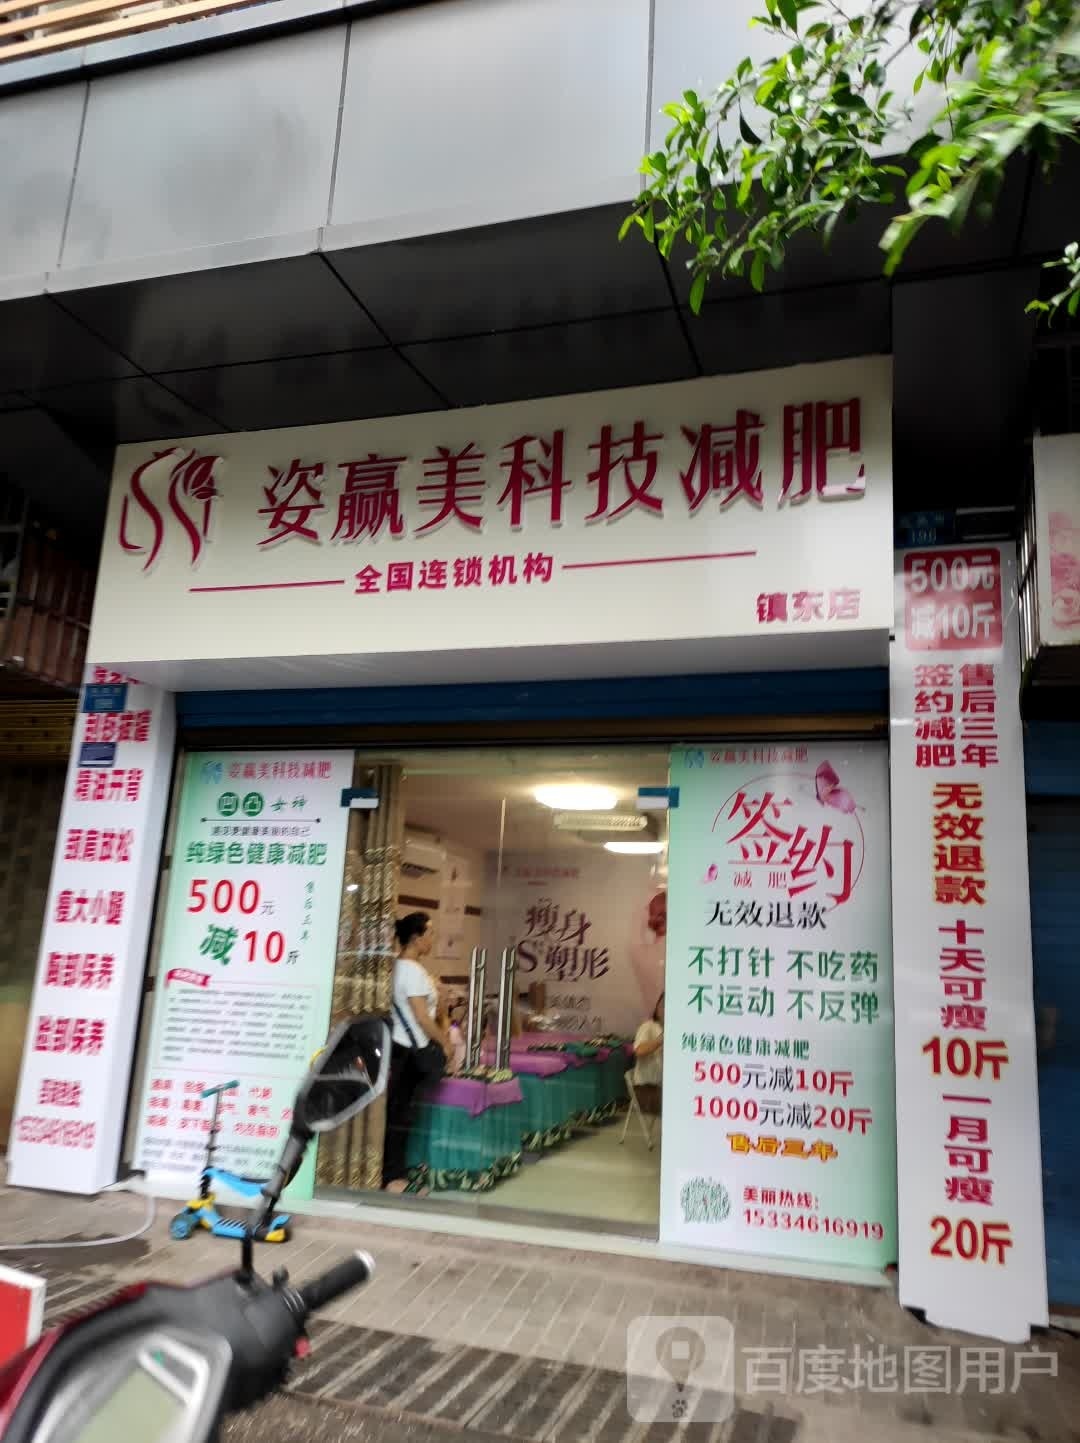 姿赢美科技减肥
全国连锁机构
镇东店
196
500元
减10斤
签约减肥
售后三年
无效退款
十天可瘦
10斤
一月可瘦
20斤
刮痧拔罐
精油开背
颈肩放松
瘦大小腿
胸部保养
脸部保养
15334616919
姿赢美科技减肥
女神
纯绿色健康减肥
500元
减10斤
售后三年
瘦身
S塑形
姿赢美科技减肥
签约
减肥
无效退款
不打针 不吃药
不运动 不反弹
纯绿色健康减肥
500元减10斤
1000元减20斤
售后三年
美丽热线:
15334616919
百度地图用户